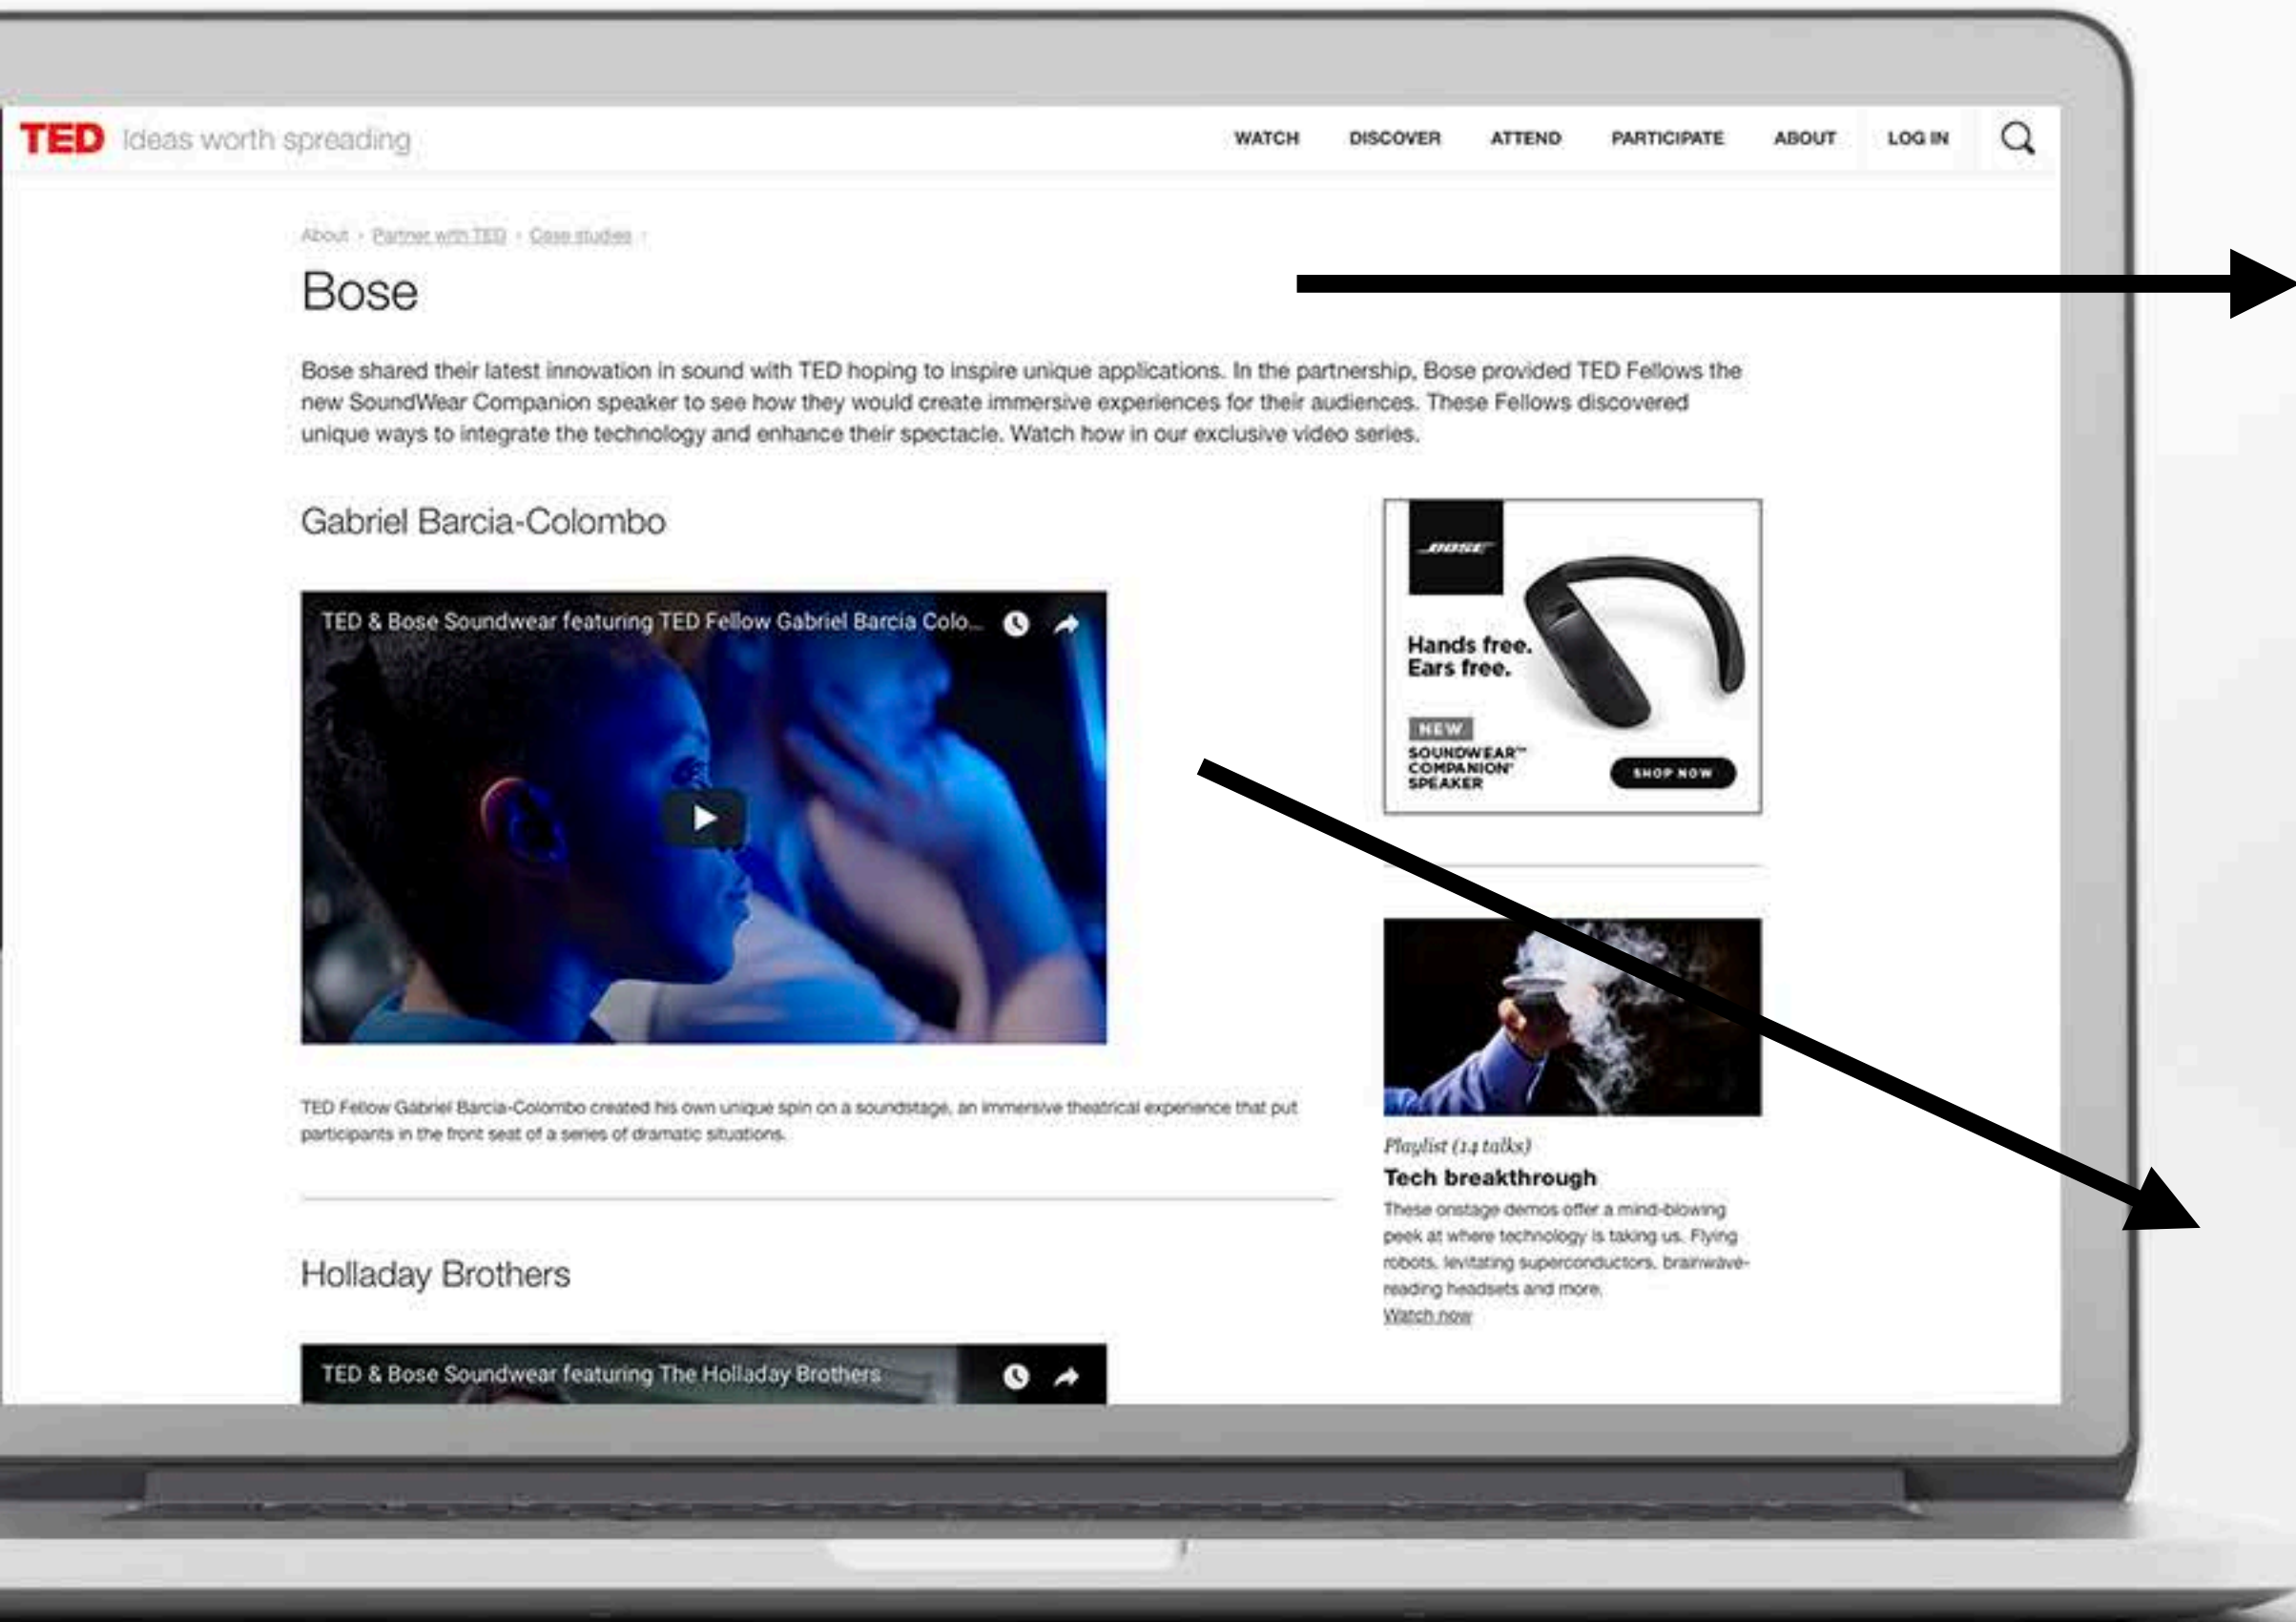 TED Ideas worth spreading
WATCH DISCOVER ATTEND PARTICIPATE ABOUT LOG IN
About › Partner with TED › Case studies ›
Bose
Bose shared their latest innovation in sound with TED hoping to inspire unique applications. In the partnership, Bose provided TED Fellows the
new SoundWear Companion speaker to see how they would create immersive experiences for their audiences. These Fellows discovered
unique ways to integrate the technology and enhance their spectacle. Watch how in our exclusive video series.
Gabriel Barcia-Colombo
TED & Bose Soundwear featuring TED Fellow Gabriel Barcia Colo...
TED Fellow Gabriel Barcia-Colombo created his own unique spin on a soundstage, an immersive theatrical experience that put
participants in the front seat of a series of dramatic situations.
Holladay Brothers
TED & Bose Soundwear featuring The Holladay Brothers
BOSE
Hands free.
Ears free.
NEW
SOUNDWEAR™
COMPANION®
SPEAKER
SHOP NOW
Playlist (14 talks)
Tech breakthrough
These onstage demos offer a mind-blowing
peek at where technology is taking us. Flying
robots, levitating superconductors, brainwave-
reading headsets and more.
Watch now